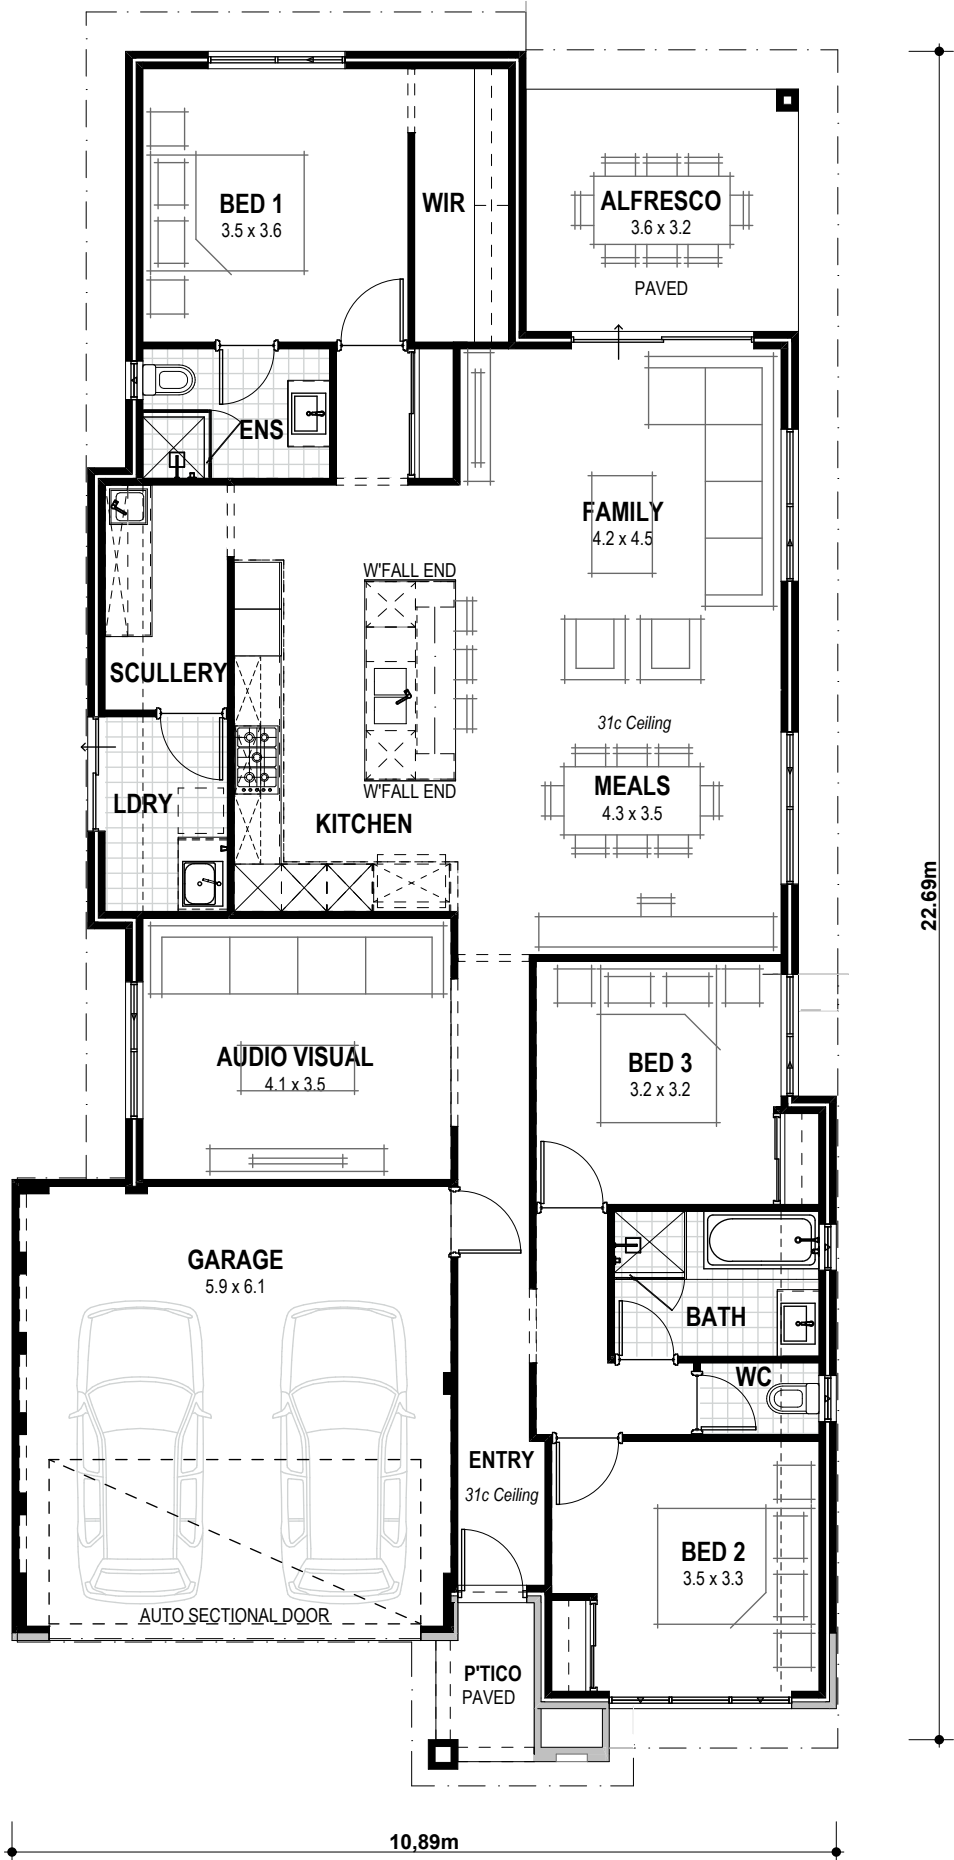 BED 1
3.5 x 3.6
WIR
ALFRESCO
3.6 x 3.2
PAVED
ENS
FAMILY
4.2 x 4.5
W'FALL END
SCULLERY
31c Ceiling
LDRY
W'FALL END
KITCHEN
MEALS
4.3 x 3.5
22.69m
AUDIO VISUAL
4.1 x 3.5
BED 3
3.2 x 3.2
GARAGE
5.9 x 6.1
BATH
WC
ENTRY
31c Ceiling
BED 2
3.5 x 3.3
AUTO SECTIONAL DOOR
P'TICO
PAVED
10,89m